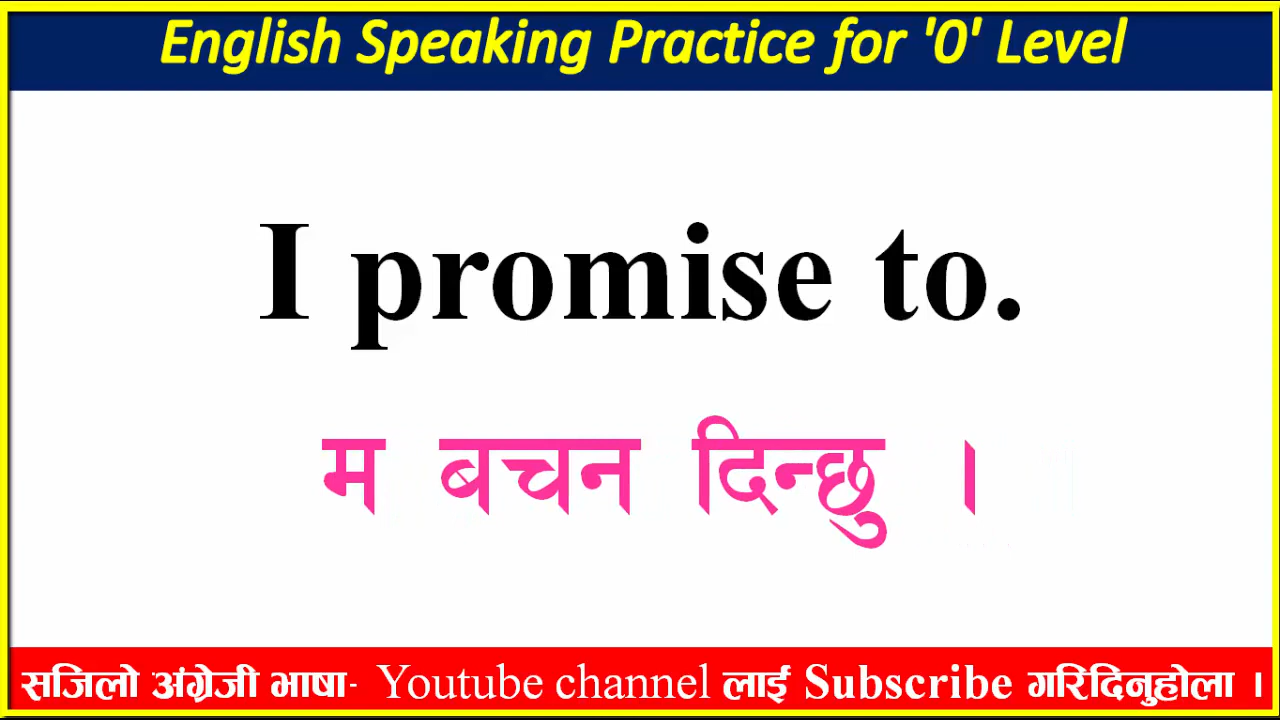 English Speaking Practice for '0' Level
I promise to.
म बचन दिन्छु ।
सजिलो अंग्रेजी भाषा- Youtube channel लाई Subscribe गरिदिनुहोला ।